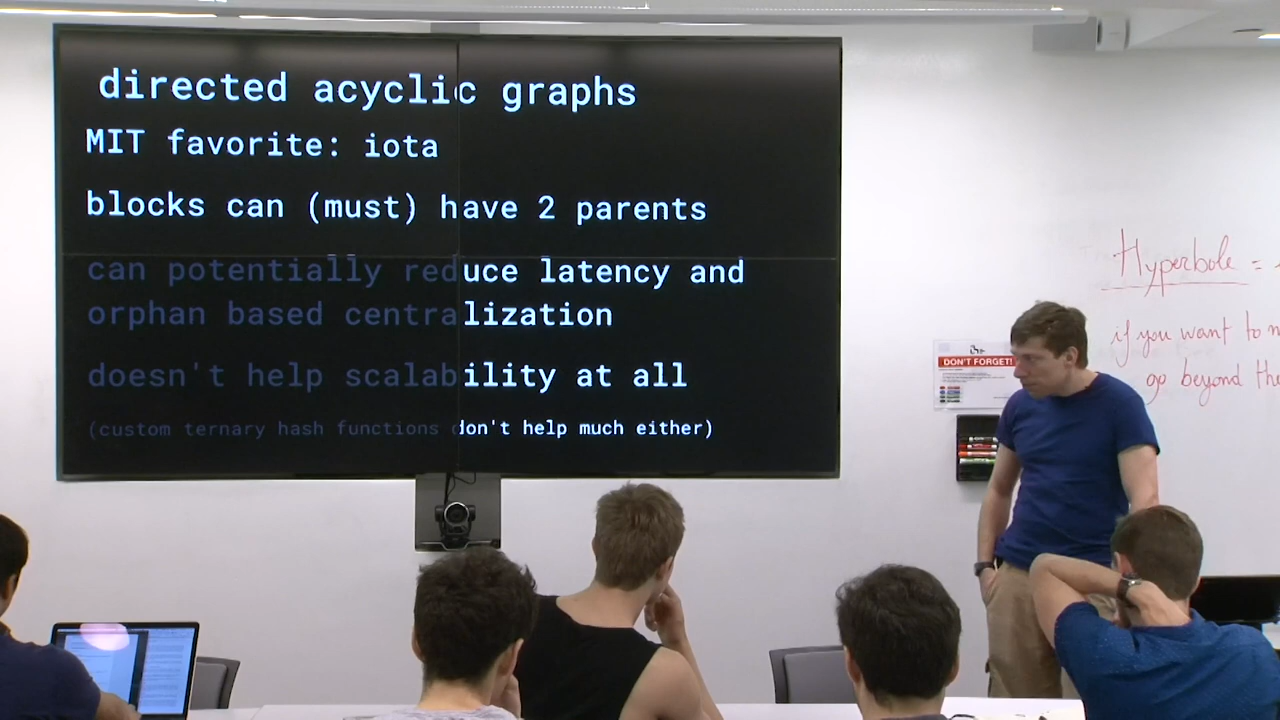 directed acyclic graphs
MIT favorite: iota
blocks can (must) have 2 parents
can potentially reduce latency and
orphan based centralization
doesn't help scalability at all
(custom ternary hash functions don't help much either)
Hyperbole =
if you want to
go beyond the
DON'T FORGET!